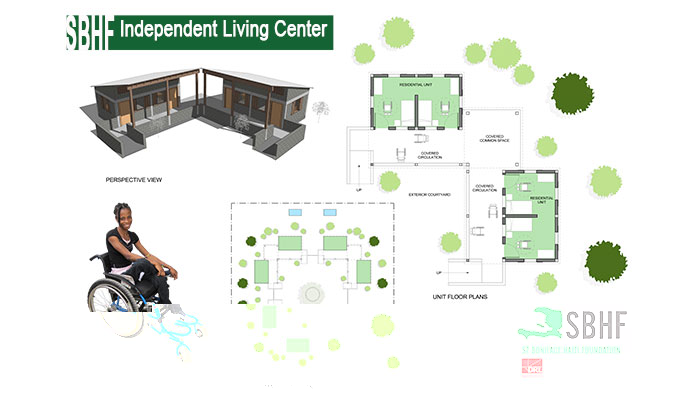 SBHF Independent Living Center
RESIDENTIAL UNIT
COVERED
COMMON SPACE
COVERED
CIRCULATION
UP
EXTERIOR COURTYARD
COVERED
CIRCULATION
RESIDENTIAL
UNIT
UP
PERSPECTIVE VIEW
UNIT FLOOR PLANS
SBHF